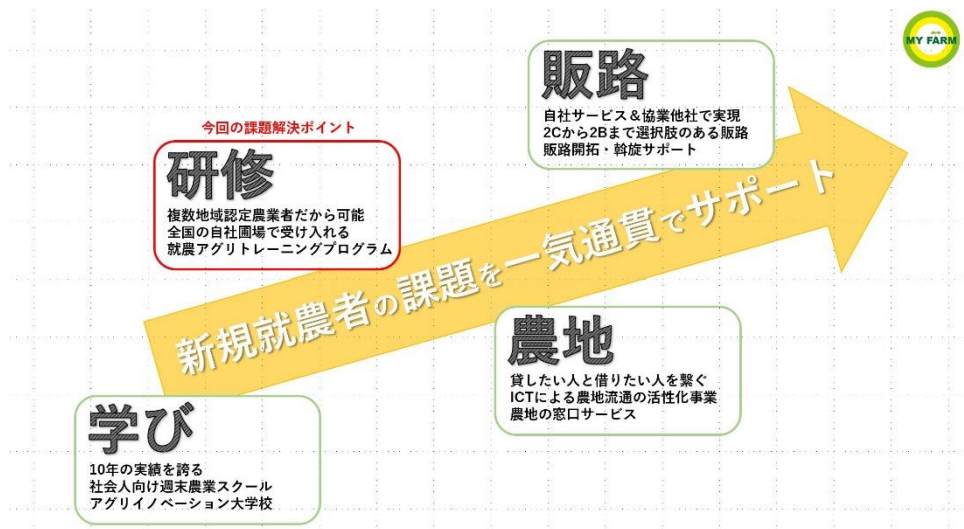 MY FARM
販路
自社サービス&協業他社で実現
2Cから2Bまで選択肢のある販路
販路開拓・斡旋サポート
今回の課題解決ポイント
研修
複数地域認定農業者だから可能
全国の自社圃場で受け入れる
就農アグリトレーニングプログラム
新規就農者の課題を一気通貫でサポート
農地
貸したい人と借りたい人を繋ぐ
ICTによる農地流通の活性化事業
農地の窓口サービス
学び
10年の実績を誇る
社会人向け週末農業スクール
アグリイノベーション大学校